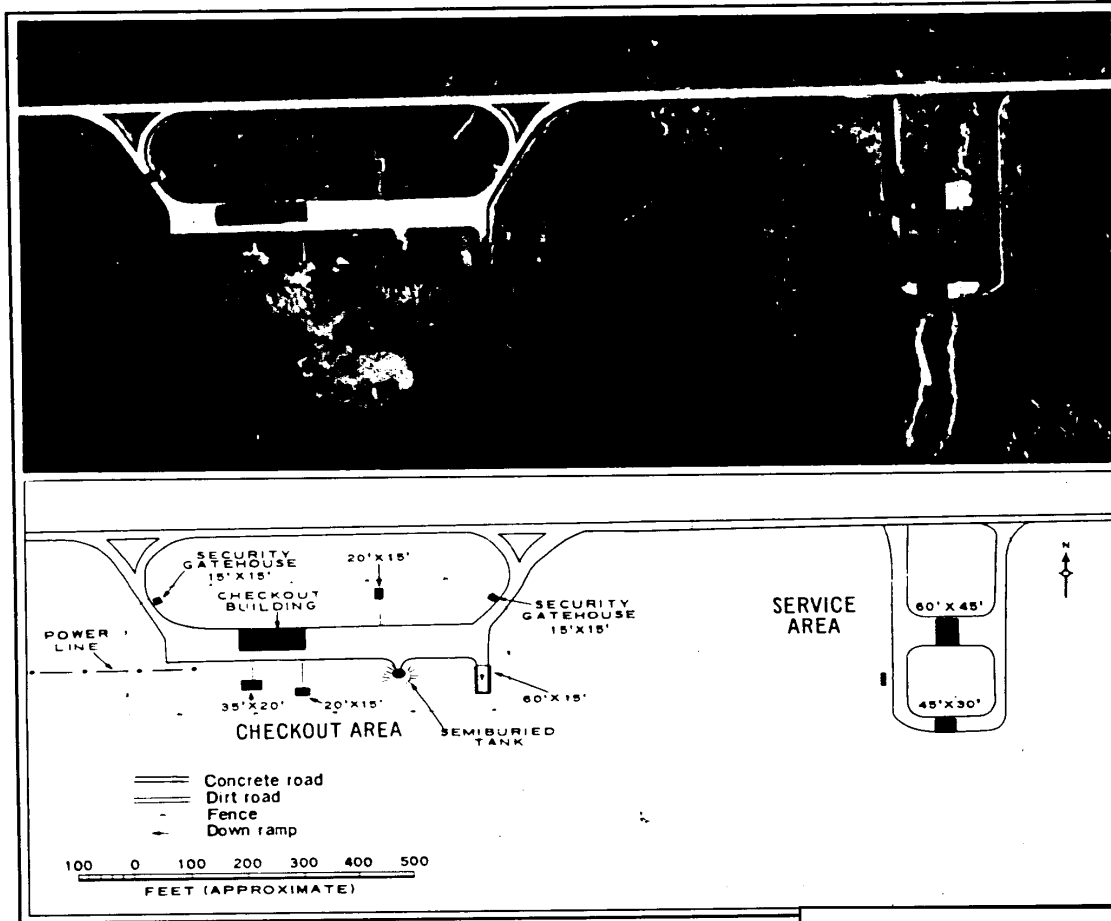 SECURITY
GATEHOUSE
15'X15'
20'X15'
CHECKOUT
BUILDING
SECURITY
GATEHOUSE
15'X15'
N
SERVICE
AREA
60'X45'
POWER
LINE
35'X20'
20'X15'
60'X15'
45'X30'
CHECKOUT AREA
SEMIBURIED
TANK
Concrete road
Dirt road
Fence
Down ramp
100 0 100 200 300 400 500
FEET (APPROXIMATE)